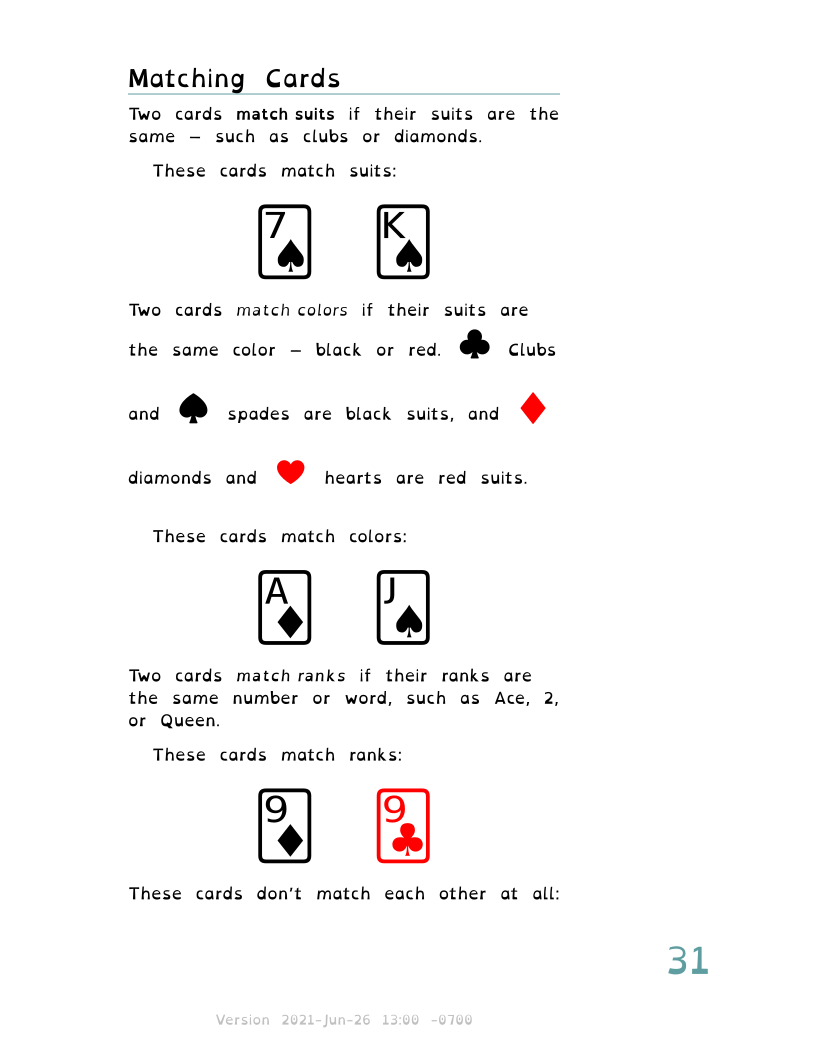 Matching Cards
Two cards match suits if their suits are the
same – such as clubs or diamonds.
These cards match suits:
7 K
Two cards match colors if their suits are
the same color – black or red. ♣ Clubs
and ♠ spades are black suits, and ♦
diamonds and ♥ hearts are red suits.
These cards match colors:
A J
Two cards match ranks if their ranks are
the same number or word, such as Ace, 2,
or Queen.
These cards match ranks:
9 9
These cards don't match each other at all:
31
Version 2021-Jun-26 13:00 -0700